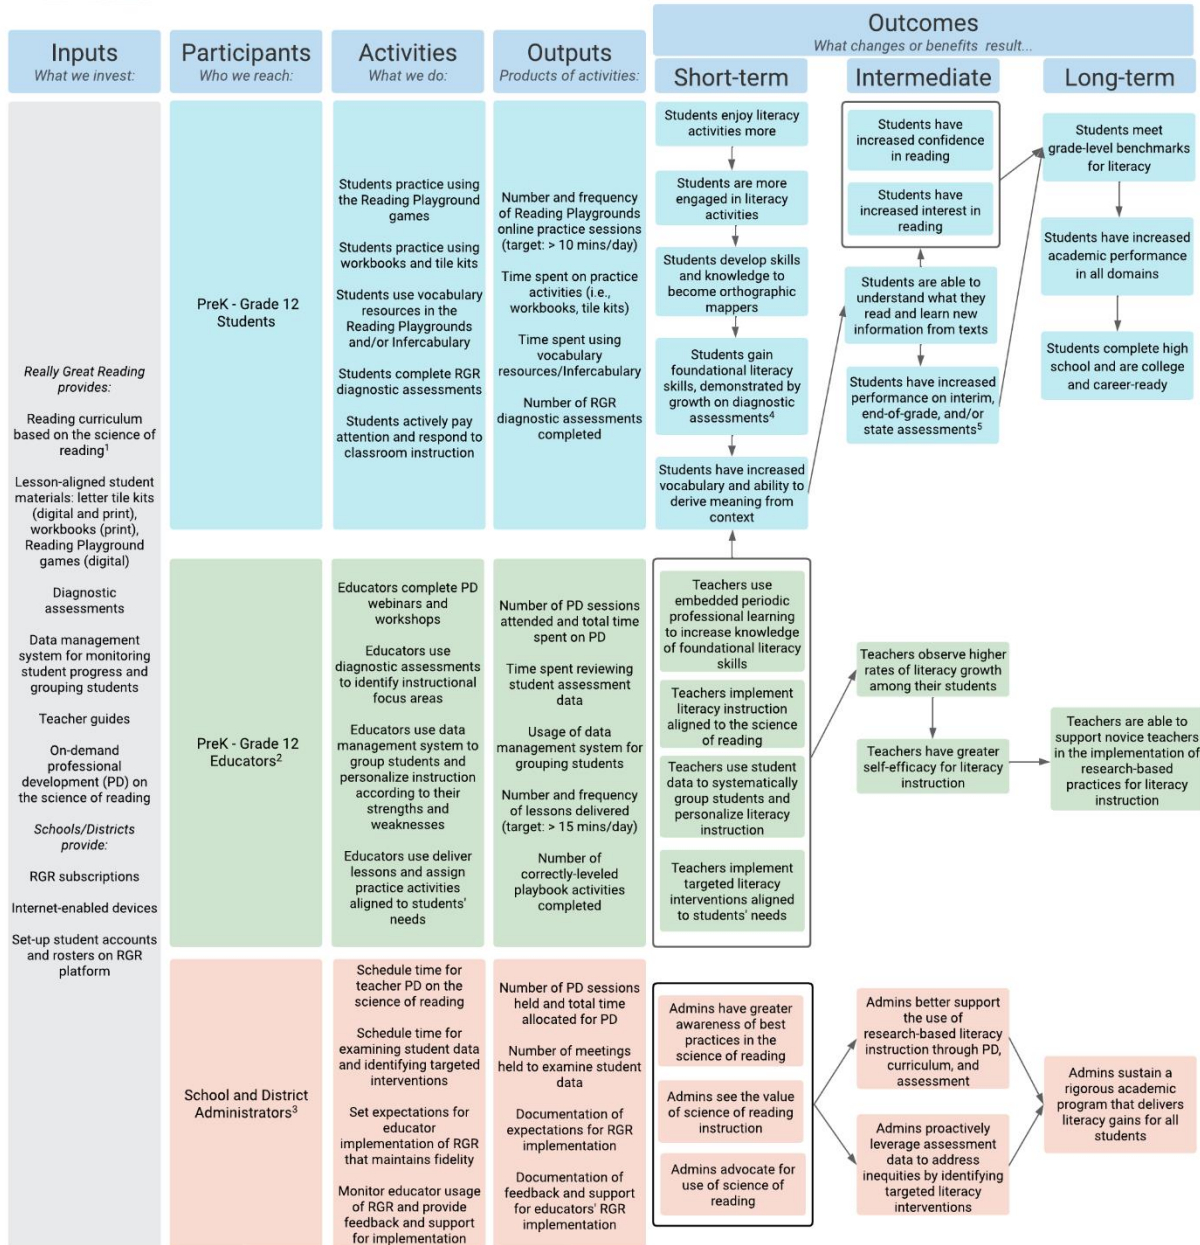 Outcomes
What changes or benefits result...
Inputs
What we invest:
Participants
Who we reach:
Activities
What we do:
Outputs
Products of activities:
Short-term
Intermediate
Long-term
Really Great Reading
provides:
Reading curriculum
based on the science of
reading¹
Lesson-aligned student
materials: letter tile kits
(digital and print),
workbooks (print),
Reading Playground
games (digital)
Diagnostic
assessments
Data management
system for monitoring
student progress and
grouping students
Teacher guides
On-demand
professional
development (PD) on
the science of reading
Schools/Districts
provide:
RGR subscriptions
Internet-enabled devices
Set-up student accounts
and rosters on RGR
platform
PreK - Grade 12
Students
Students practice using
the Reading Playground
games
Students practice using
workbooks and tile kits
Students use vocabulary
resources in the
Reading Playgrounds
and/or Infercabulary
Students complete RGR
diagnostic assessments
Students actively pay
attention and respond to
classroom instruction
Number and frequency
of Reading Playgrounds
online practice sessions
(target: > 10 mins/day)
Time spent on practice
activities (i.e.,
workbooks, tile kits)
Time spent using
vocabulary
resources/Infercabulary
Number of RGR
diagnostic assessments
completed
Students enjoy literacy
activities more
Students are more
engaged in literacy
activities
Students develop skills
and knowledge to
become orthographic
mappers
Students gain
foundational literacy
skills, demonstrated by
growth on diagnostic
assessments⁴
Students have increased
vocabulary and ability to
derive meaning from
context
Students have
increased confidence
in reading
Students have
increased interest in
reading
Students are able to
understand what they
read and learn new
information from texts
Students have increased
performance on interim,
end-of-grade, and/or
state assessments⁵
Students meet
grade-level benchmarks
for literacy
Students have increased
academic performance
in all domains
Students complete high
school and are college
and career-ready
PreK - Grade 12
Educators²
Educators complete PD
webinars and
workshops
Educators use
diagnostic assessments
to identify instructional
focus areas
Educators use data
management system to
group students and
personalize instruction
according to their
strengths and
weaknesses
Educators use deliver
lessons and assign
practice activities
aligned to students' needs
Number of PD sessions
attended and total time
spent on PD
Time spent reviewing
student assessment
data
Usage of data
management system for
grouping students
Number and frequency
of lessons delivered
(target: > 15 mins/day)
Number of
correctly-leveled
playbook activities
completed
Teachers use
embedded periodic
professional learning
to increase knowledge
of foundational literacy
skills
Teachers implement
literacy instruction
aligned to the science
of reading
Teachers use student
data to systematically
group students and
personalize literacy
instruction
Teachers implement
targeted literacy
interventions aligned
to students' needs
Teachers observe higher
rates of literacy growth
among their students
Teachers have greater
self-efficacy for literacy
instruction
Teachers are able to
support novice teachers
in the implementation of
research-based
practices for literacy
instruction
School and District
Administrators³
Schedule time for
teacher PD on the
science of reading
Schedule time for
examining student data
and identifying targeted
interventions
Set expectations for
educator
implementation of RGR
that maintains fidelity
Monitor educator usage
of RGR and provide
feedback and support
for implementation
Number of PD sessions
held and total time
allocated for PD
Number of meetings
held to examine student
data
Documentation of
expectations for RGR
implementation
Documentation of
feedback and support
for educators' RGR
implementation
Admins have greater
awareness of best
practices in the
science of reading
Admins see the value
of science of reading
instruction
Admins advocate for
use of science of
reading
Admins better support
the use of
research-based literacy
instruction through PD,
curriculum, and
assessment
Admins proactively
leverage assessment
data to address
inequities by identifying
targeted literacy
interventions
Admins sustain a
rigorous academic
program that delivers
literacy gains for all
students